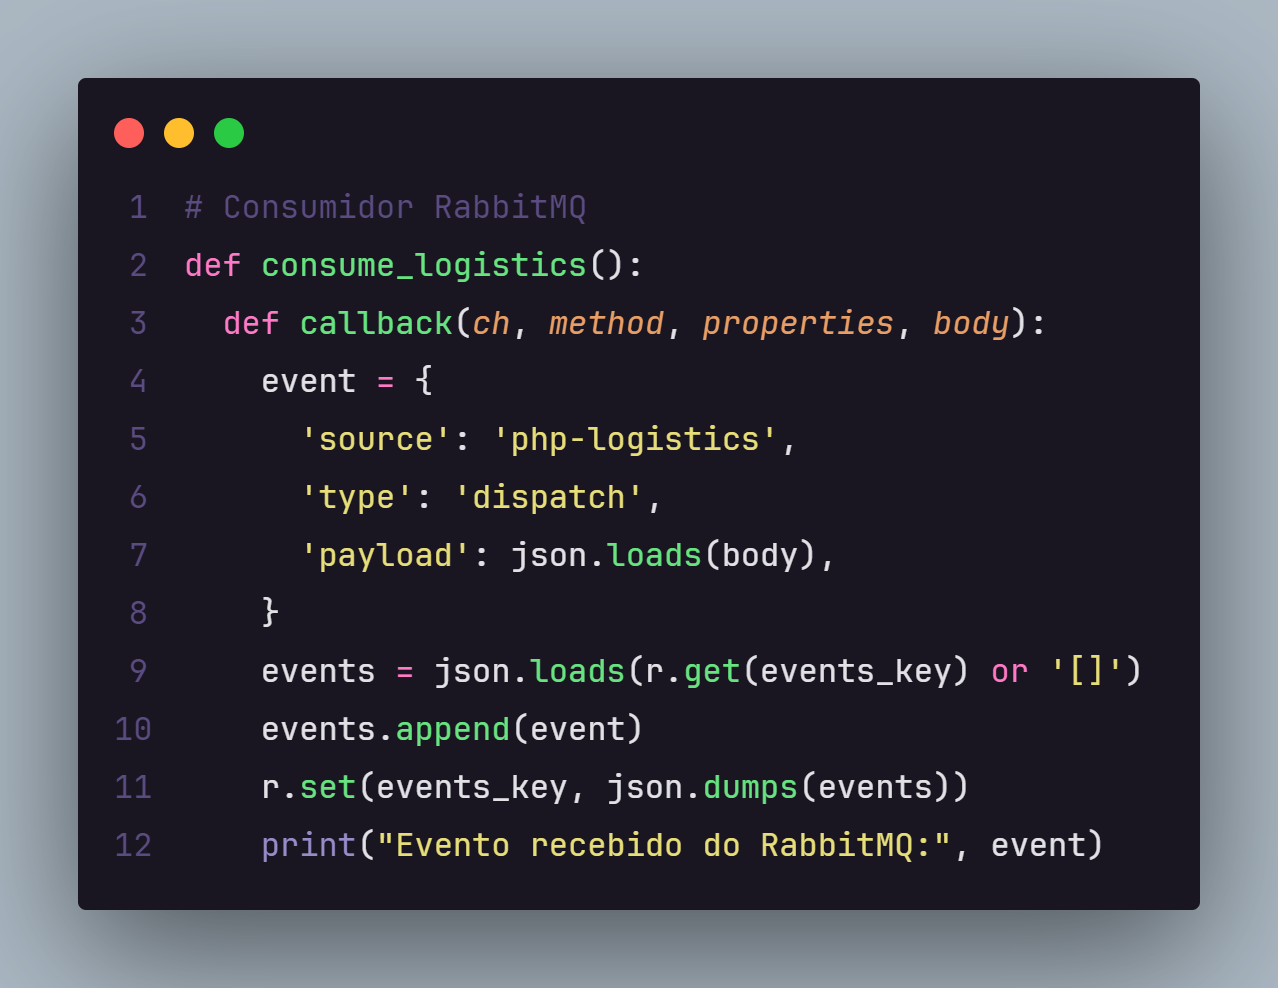 1 # Consumidor RabbitMQ
2 def consume_logistics():
3   def callback(ch, method, properties, body):
4     event = {
5       'source': 'php-logistics',
6       'type': 'dispatch',
7       'payload': json.loads(body),
8     }
9     events = json.loads(r.get(events_key) or '[]')
10     events.append(event)
11     r.set(events_key, json.dumps(events))
12     print("Evento recebido do RabbitMQ:", event)